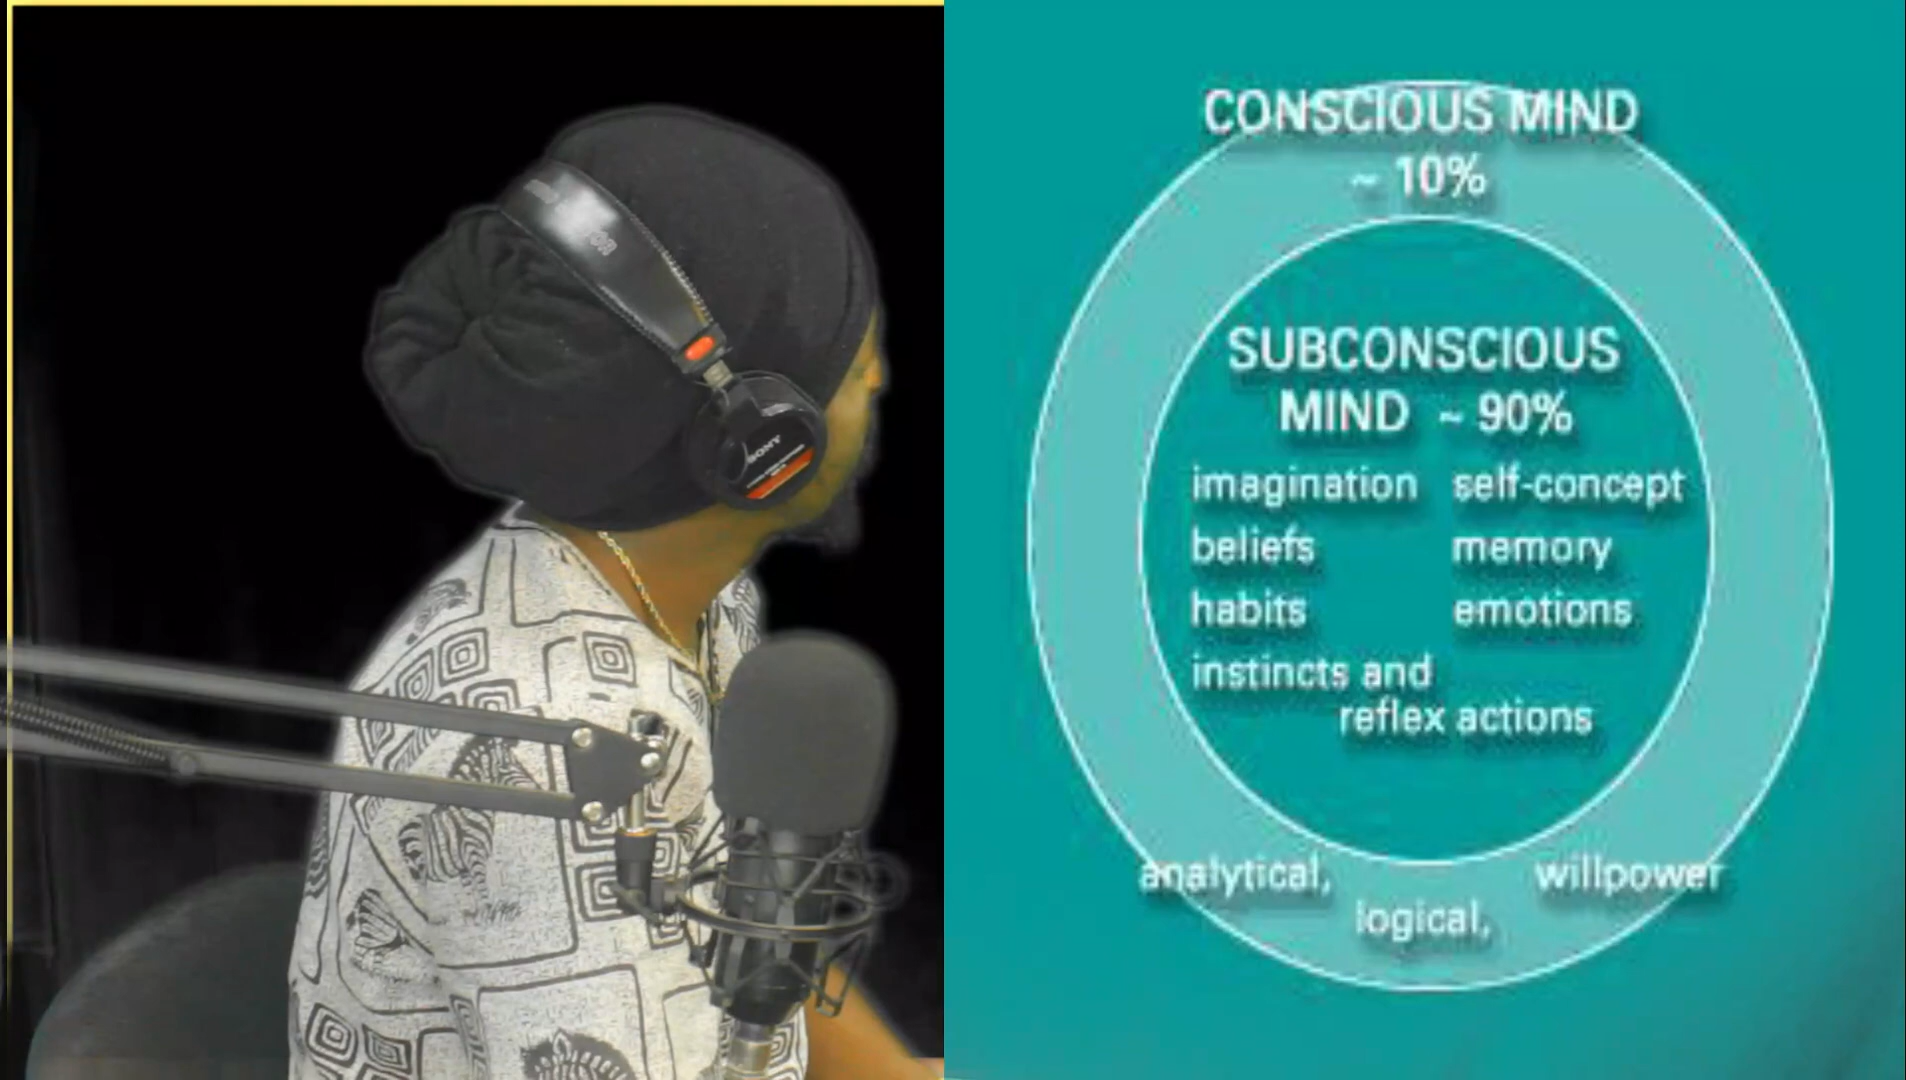 SONY
CONSCIOUS MIND
~ 10%
SUBCONSCIOUS
MIND ~ 90%
imagination self-concept
beliefs memory
habits emotions
instincts and
reflex actions
analytical, willpower
logical,